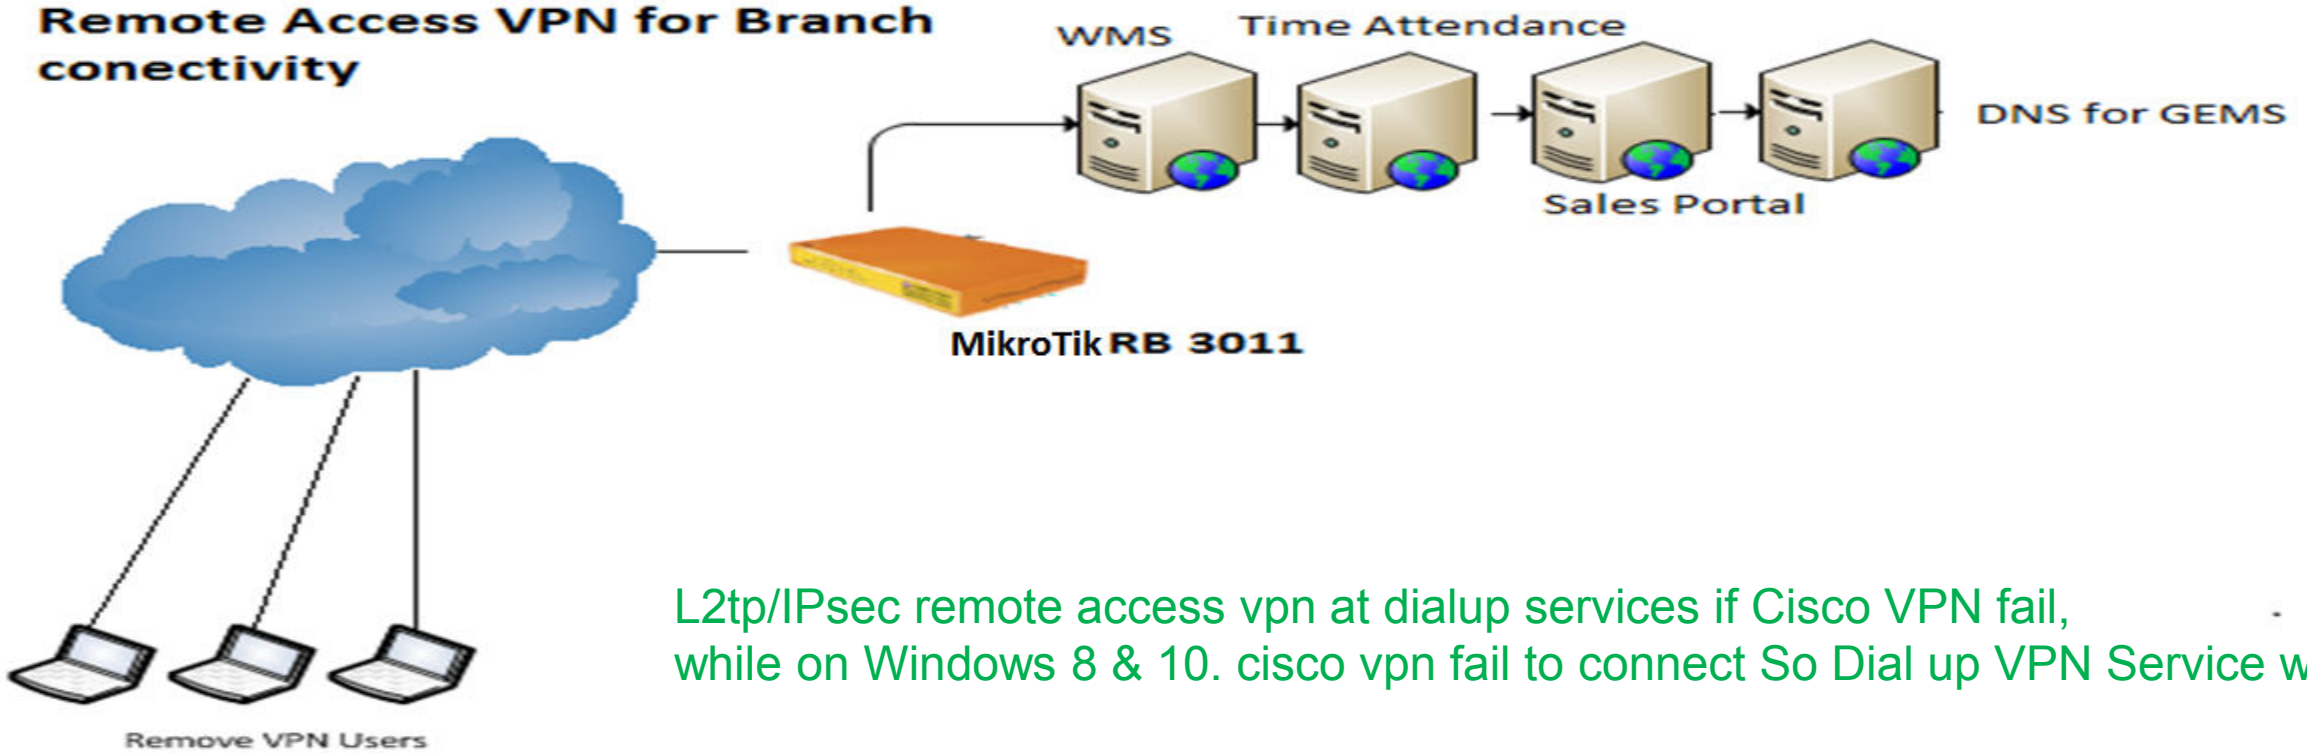 Remote Access VPN for Branch
conectivity
WMS
Time Attendance
DNS for GEMS
Sales Portal
MikroTik RB 3011
L2tp/IPsec remote access vpn at dialup services if Cisco VPN fail,
while on Windows 8 & 10. cisco vpn fail to connect So Dial up VPN Service
Remove VPN Users